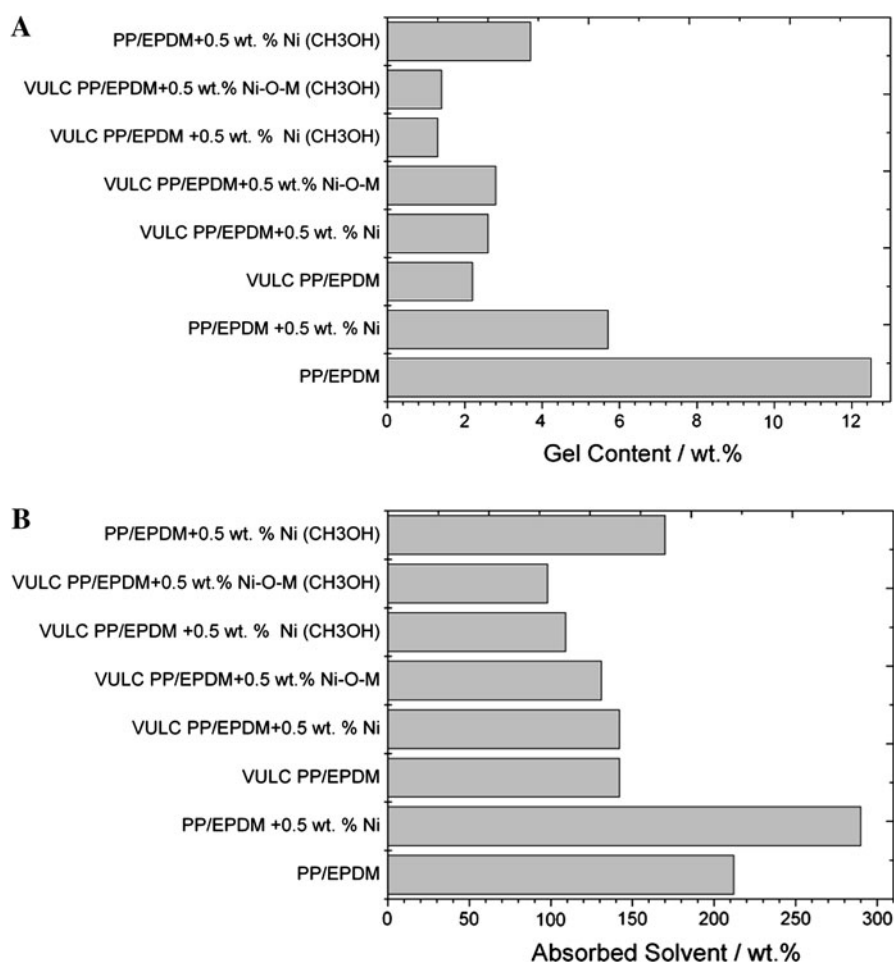 A
PP/EPDM+0.5 wt. % Ni (CH3OH)
VULC PP/EPDM+0.5 wt.% Ni-O-M (CH3OH)
VULC PP/EPDM +0.5 wt. %  Ni (CH3OH)
VULC PP/EPDM+0.5 wt.% Ni-O-M
VULC PP/EPDM+0.5 wt. % Ni
VULC PP/EPDM
PP/EPDM +0.5 wt. % Ni
PP/EPDM
0 2 4 6 8 10 12
Gel Content / wt.%
B
PP/EPDM+0.5 wt. % Ni (CH3OH)
VULC PP/EPDM+0.5 wt.% Ni-O-M (CH3OH)
VULC PP/EPDM +0.5 wt. %  Ni (CH3OH)
VULC PP/EPDM+0.5 wt.% Ni-O-M
VULC PP/EPDM+0.5 wt. % Ni
VULC PP/EPDM
PP/EPDM +0.5 wt. % Ni
PP/EPDM
0 50 100 150 200 250 300
Absorbed Solvent / wt.%